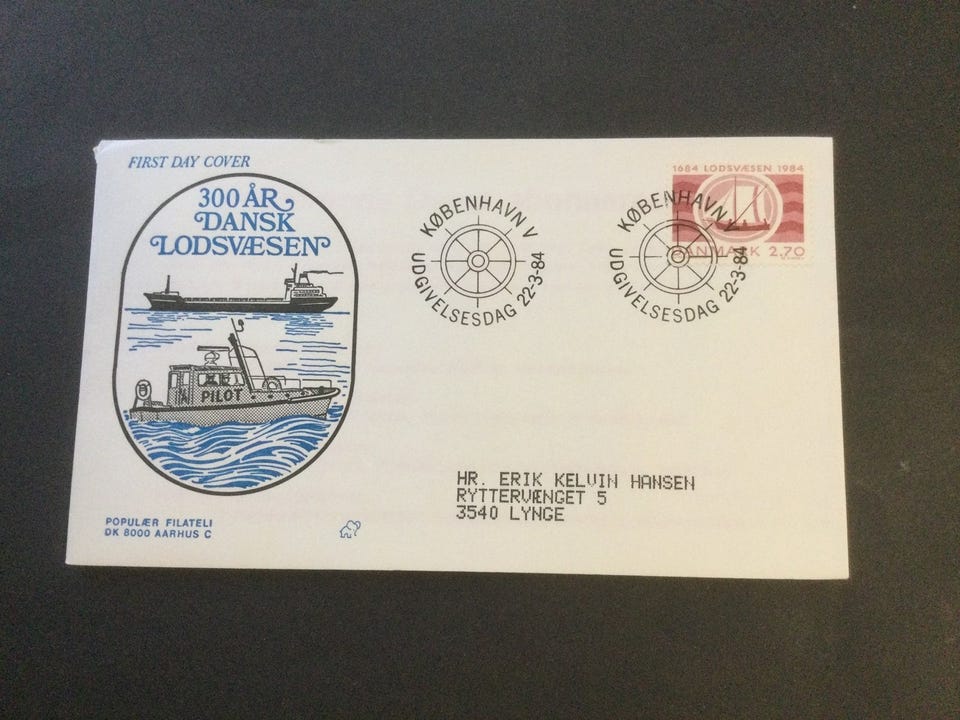 FIRST DAY COVER
300 ÅR
DANSK
LODSVÆSEN
PILOT
POPULÆR FILATELI
DK 8000 AARHUS C
KØBENHAVN V
UDGIVELSESDAG 22-3-84
1684 LODSVÆSEN 1984
DANMARK 2,70
KØBENHAVN V
UDGIVELSESDAG 22-3-84
HR. ERIK KELVIN HANSEN
RYTTERVÆNGET 5
3540 LYNGE